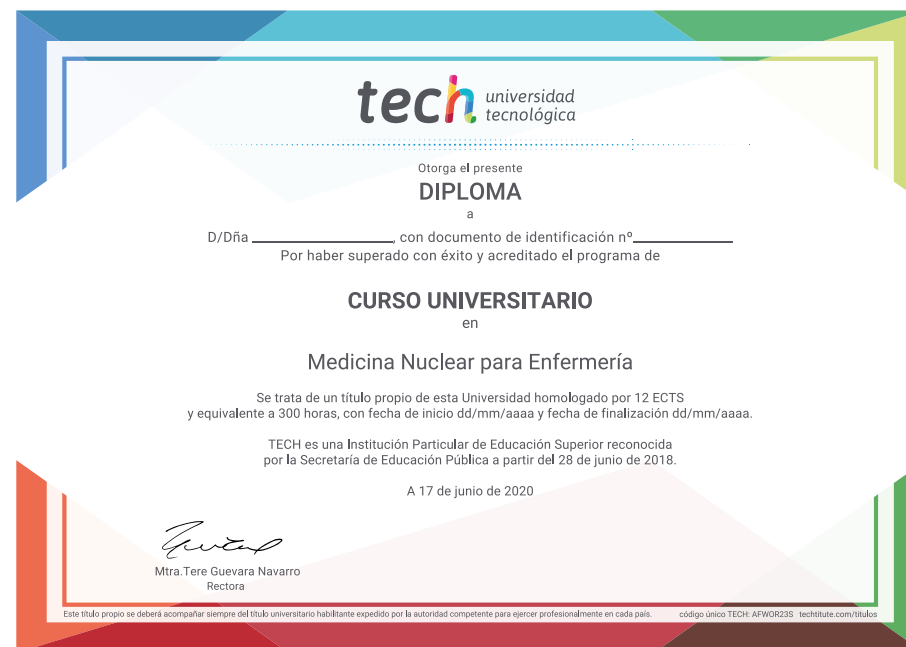 tech universidad
tecnológica
Otorga el presente
DIPLOMA
a
D/Dña ____________________, con documento de identificación nº______________
Por haber superado con éxito y acreditado el programa de
CURSO UNIVERSITARIO
en
Medicina Nuclear para Enfermería
Se trata de un título propio de esta Universidad homologado por 12 ECTS
y equivalente a 300 horas, con fecha de inicio dd/mm/aaaa y fecha de finalización dd/mm/aaaa.
TECH es una Institución Particular de Educación Superior reconocida
por la Secretaría de Educación Pública a partir del 28 de junio de 2018.
A 17 de junio de 2020
Mtra.Tere Guevara Navarro
Rectora
Este título propio se deberá acompañar siempre del título universitario habilitante expedido por la autoridad competente para ejercer profesionalmente en cada país. código único TECH: AFWOR23S techtitute.com/titulos